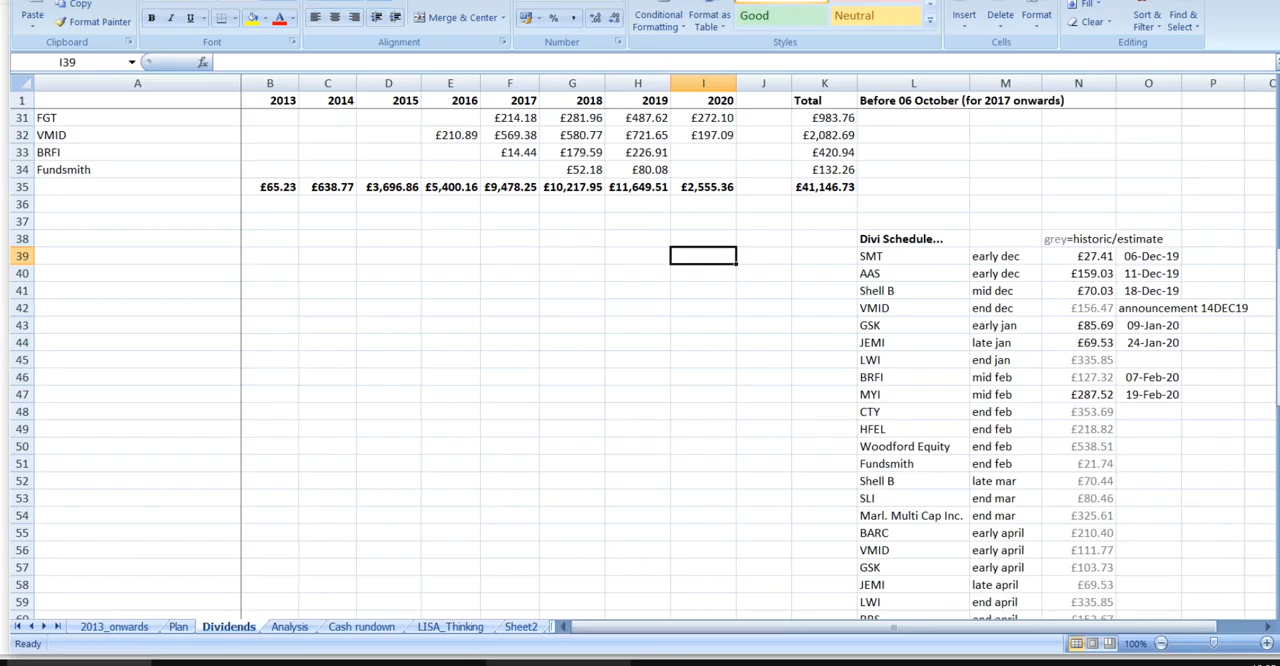 Paste Copy Format Painter B I U A Merge & Center % , Conditional Formatting Format as Table Good Neutral Insert Delete Format Fill Clear Sort & Filter Find & Select
Clipboard Font Alignment Number Styles Cells Editing
I39 fx
A B C D E F G H I J K L M N O P
1 2013 2014 2015 2016 2017 2018 2019 2020 Total Before 06 October (for 2017 onwards)
31 FGT £214.18 £281.96 £487.62 £272.10 £983.76
32 VMID £210.89 £569.38 £580.77 £721.65 £197.09 £2,082.69
33 BRFI £14.44 £179.59 £226.91 £420.94
34 Fundsmith £52.18 £80.08 £132.26
35 £65.23 £638.77 £3,696.86 £5,400.16 £9,478.25 £10,217.95 £11,649.51 £2,555.36 £41,146.73
36
37
38 Divi Schedule... grey=historic/estimate
39 SMT early dec £27.41 06-Dec-19
40 AAS early dec £159.03 11-Dec-19
41 Shell B mid dec £70.03 18-Dec-19
42 VMID end dec £156.47 announcement 14DEC19
43 GSK early jan £85.69 09-Jan-20
44 JEMI late jan £69.53 24-Jan-20
45 LWI end jan £335.85
46 BRFI mid feb £127.32 07-Feb-20
47 MYI mid feb £287.52 19-Feb-20
48 CTY end feb £353.69
49 HFEL end feb £218.82
50 Woodford Equity end feb £538.51
51 Fundsmith end feb £21.74
52 Shell B late mar £70.44
53 SLI end mar £80.46
54 Marl. Multi Cap Inc. end mar £325.61
55 BARC early april £210.40
56 VMID early april £111.77
57 GSK early april £103.73
58 JEMI late april £69.53
59 LWI end april £335.85
2013_onwards Plan Dividends Analysis Cash rundown LISA_Thinking Sheet2
Ready 100%